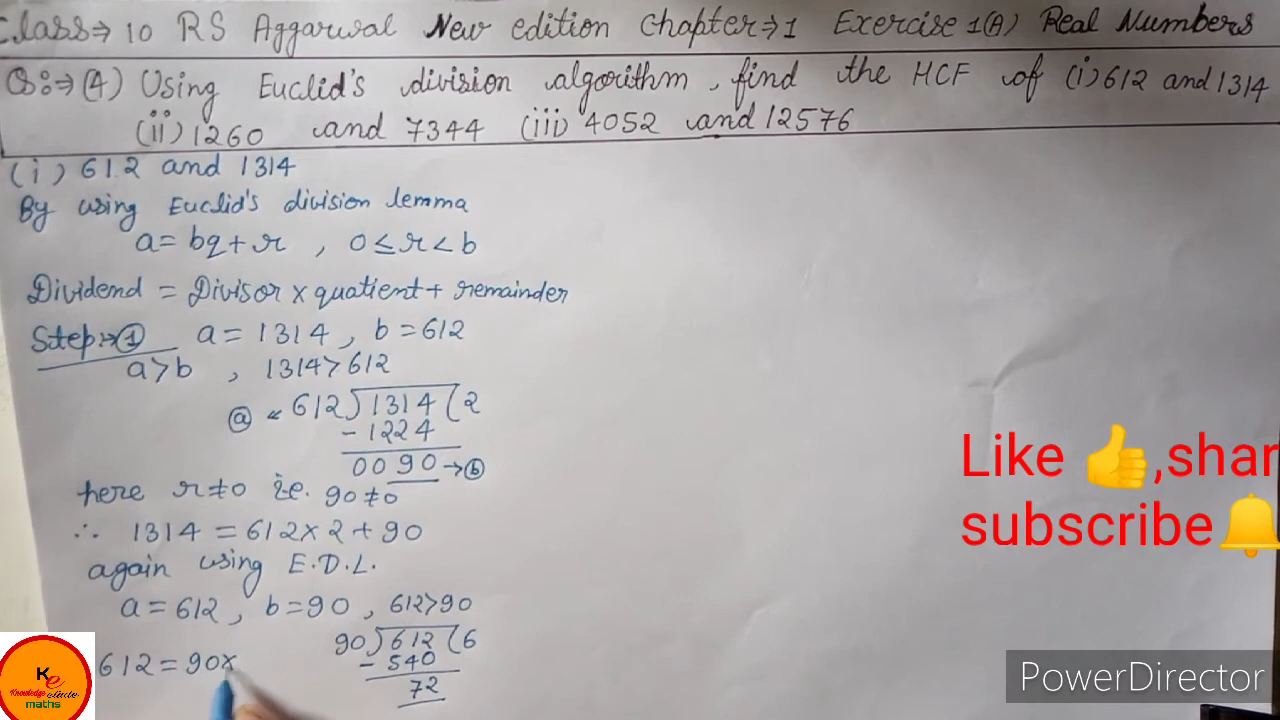 Class⇒10 RS Aggarwal New edition Chapter⇒1 Exercise 1(A) Real Numbers
Q:⇒(4) Using Euclid's division algorithm, find the HCF of (i) 612 and 1314
(ii) 1260 and 7344 (iii) 4052 and 12576
(i) 612 and 1314
By using Euclid's division lemma
a = bq + r , 0 ≤ r < b
Dividend = Divisor × quatient + remainder
Step:→① a = 1314 , b = 612
a > b , 1314 > 612
ⓐ ← 612) 1314 (2
- 1224
0090 → ⓑ
here r ≠ 0 i.e. 90 ≠ 0
∴ 1314 = 612 × 2 + 90
again using E.D.L.
a = 612 , b = 90 , 612 > 90
90) 612 (6
- 540
72
612 = 90×
Like 👍,shar
subscribe🔔
Ke
Knowledge
elude
maths
PowerDirector